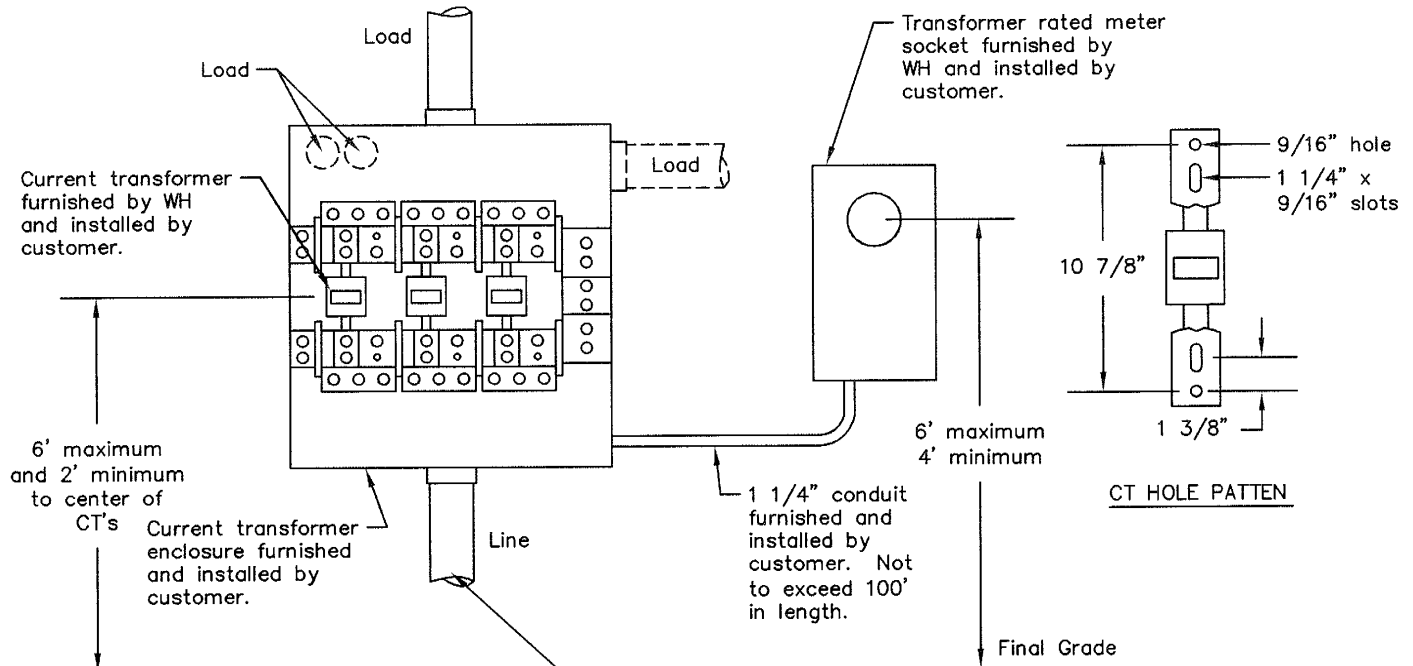 Load
Load
Transformer rated meter
socket furnished by
WH and installed by
customer.
Load
9/16" hole
1 1/4" x
9/16" slots
Current transformer
furnished by WH
and installed by
customer.
10 7/8"
6' maximum
and 2' minimum
to center of
CT's
6' maximum
4' minimum
1 3/8"
CT HOLE PATTEN
Current transformer
enclosure furnished
and installed by
customer.
Line
1 1/4" conduit
furnished and
installed by
customer. Not
to exceed 100'
in length.
Final Grade